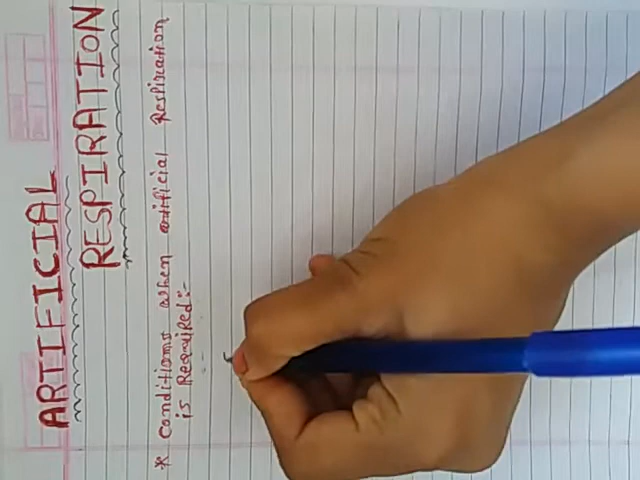 ARTIFICIAL
RESPIRATION
* Conditions when artificial Respiration
is Required:-